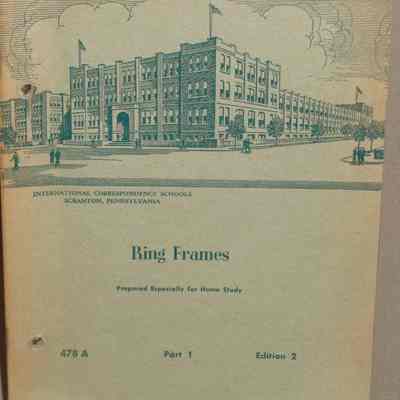 INTERNATIONAL CORRESPONDENCE SCHOOLS
SCRANTON, PENNSYLVANIA
Ring Frames
Prepared Especially for Home Study
478 A Part 1 Edition 2